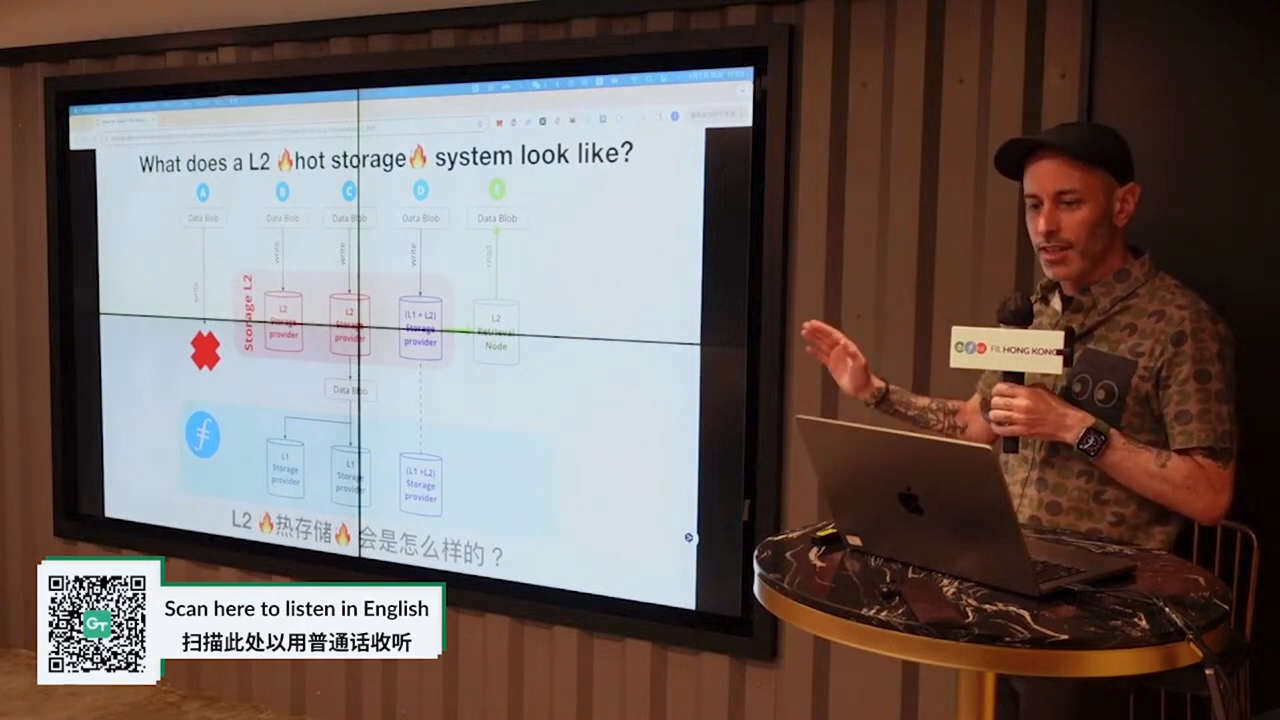 What does a L2 🔥hot storage🔥 system look like?
A B C D E
Data Blob Data Blob Data Blob Data Blob Data Blob
write write write write read
Storage L2
L2 Storage provider
L2 Storage provider
(L1 + L2) Storage provider
L2 Retrieval Node
Data Blob
L1 Storage provider
L1 Storage provider
(L1 +L2) Storage provider
L2 🔥热存储🔥 会是怎么样的？
FIL HONG KONG
GT
Scan here to listen in English
扫描此处以用普通话收听